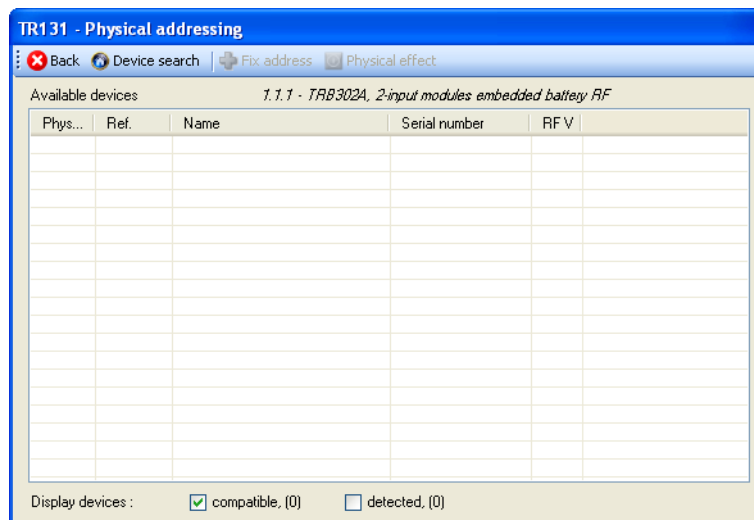 TR131 - Physical addressing
Back Device search Fix address Physical effect
Available devices 1.1.1 - TRB302A, 2-input modules embedded battery RF
Phys... Ref. Name Serial number RF V
Display devices : compatible, (0) detected, (0)